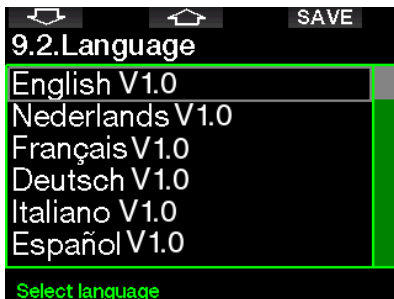 SAVE
9.2.Language
English V1.0
Nederlands V1.0
Français V1.0
Deutsch V1.0
Italiano V1.0
Español V1.0
Select language